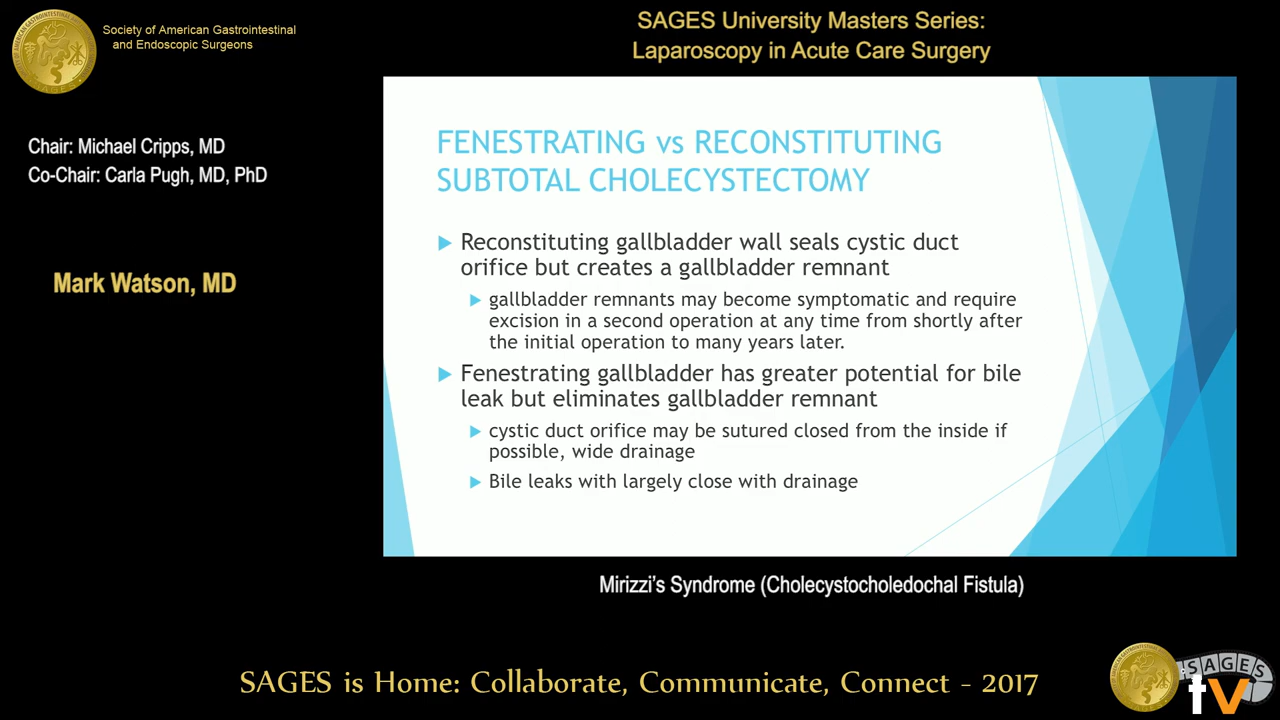 Society of American Gastrointestinal
and Endoscopic Surgeons
SAGES University Masters Series:
Laparoscopy in Acute Care Surgery
Chair: Michael Cripps, MD
Co-Chair: Carla Pugh, MD, PhD
Mark Watson, MD
FENESTRATING vs RECONSTITUTING
SUBTOTAL CHOLECYSTECTOMY
Reconstituting gallbladder wall seals cystic duct
orifice but creates a gallbladder remnant
gallbladder remnants may become symptomatic and require
excision in a second operation at any time from shortly after
the initial operation to many years later.
Fenestrating gallbladder has greater potential for bile
leak but eliminates gallbladder remnant
cystic duct orifice may be sutured closed from the inside if
possible, wide drainage
Bile leaks with largely close with drainage
Mirizzi's Syndrome (Cholecystocholedochal Fistula)
SAGES is Home: Collaborate, Communicate, Connect - 2017
SAGES
tv